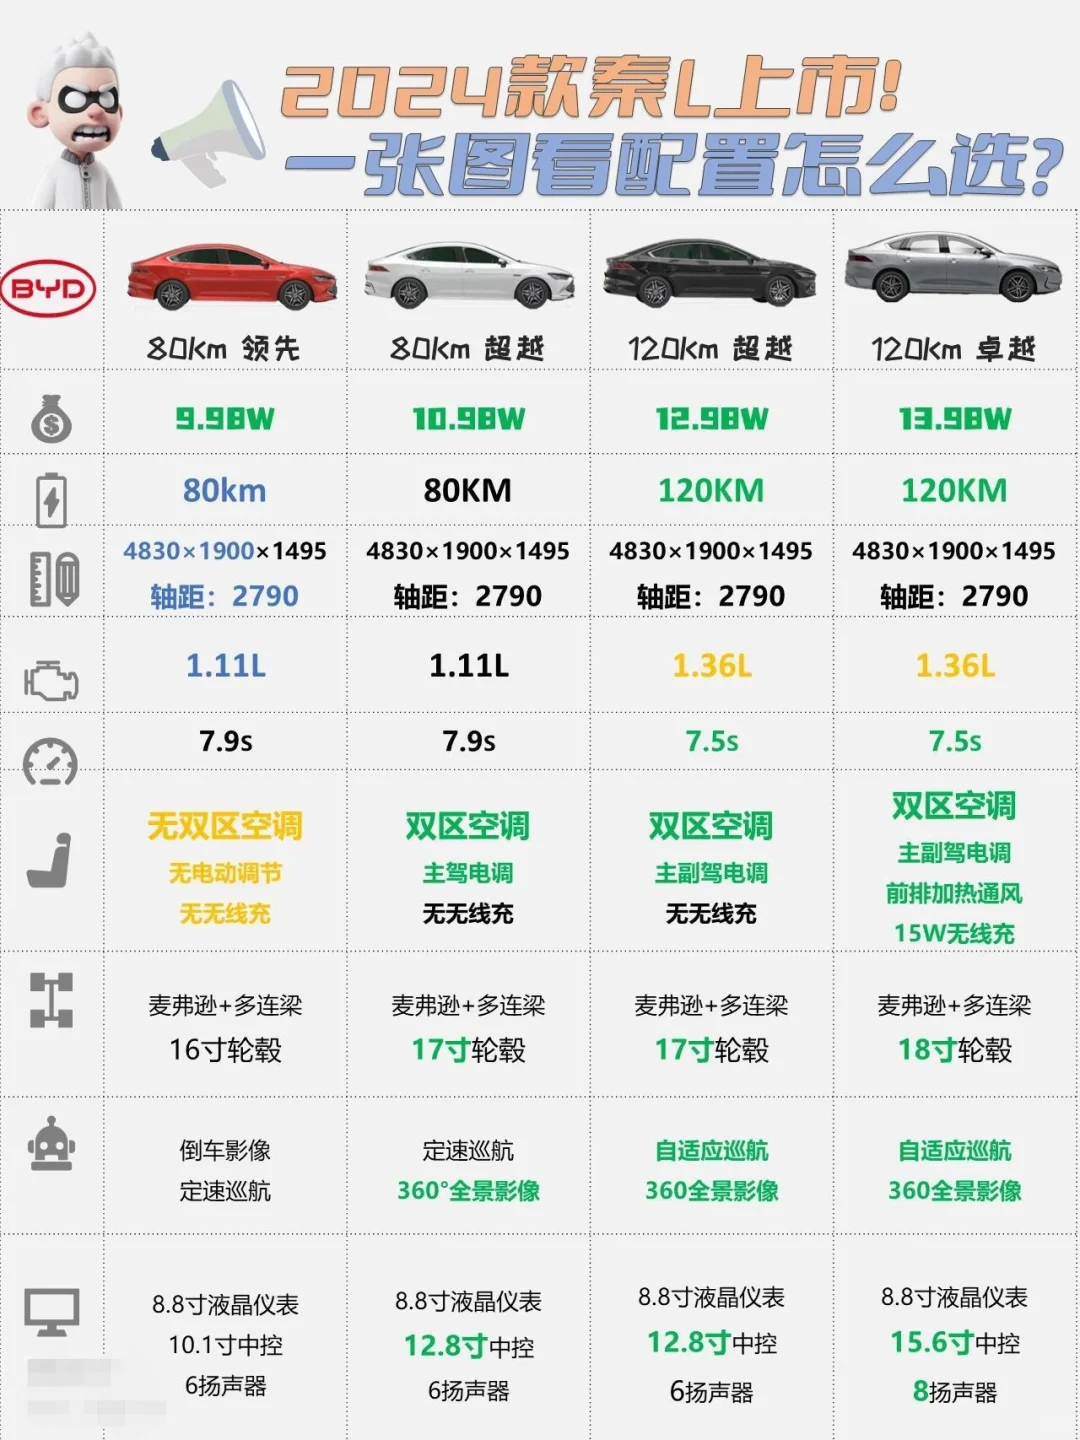 2024款秦L上市!
一张图看配置怎么选?
BYD
80km 领先
80km 超越
120km 超越
120km 卓越
$
9.98W
10.98W
12.98W
13.98W
80km
80KM
120KM
120KM
4830×1900×1495
轴距：2790
4830×1900×1495
轴距：2790
4830×1900×1495
轴距：2790
4830×1900×1495
轴距：2790
1.11L
1.11L
1.36L
1.36L
7.9s
7.9s
7.5s
7.5s
无双区空调
无电动调节
无无线充
双区空调
主驾电调
无无线充
双区空调
主副驾电调
无无线充
双区空调
主副驾电调
前排加热通风
15W无线充
麦弗逊+多连梁
16寸轮毂
麦弗逊+多连梁
17寸轮毂
麦弗逊+多连梁
17寸轮毂
麦弗逊+多连梁
18寸轮毂
倒车影像
定速巡航
定速巡航
360°全景影像
自适应巡航
360全景影像
自适应巡航
360全景影像
8.8寸液晶仪表
10.1寸中控
6扬声器
8.8寸液晶仪表
12.8寸中控
6扬声器
8.8寸液晶仪表
12.8寸中控
6扬声器
8.8寸液晶仪表
15.6寸中控
8扬声器